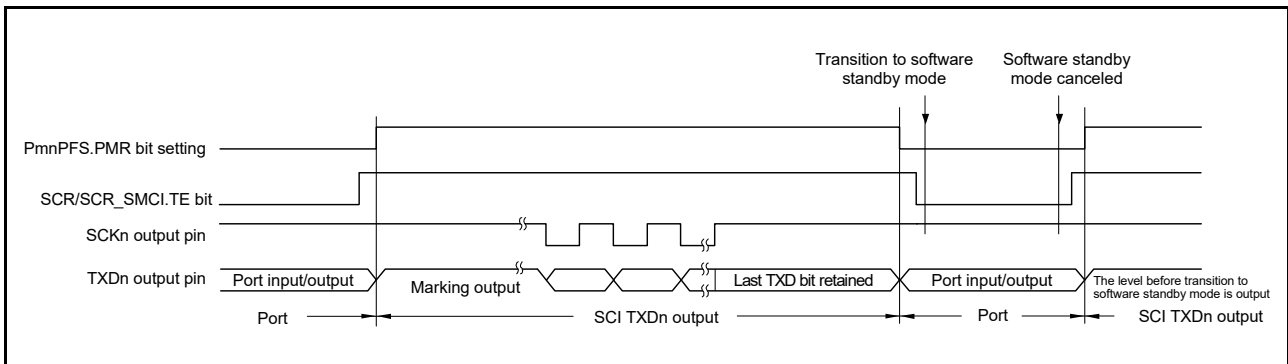 Transition to software
standby mode
Software standby
mode canceled
PmnPFS.PMR bit setting
SCR/SCR_SMCI.TE bit
SCKn output pin
TXDn output pin
Port input/output
Marking output
Last TXD bit retained
Port input/output
The level before transition to
software standby mode is output
Port
SCI TXDn output
Port
SCI TXDn output